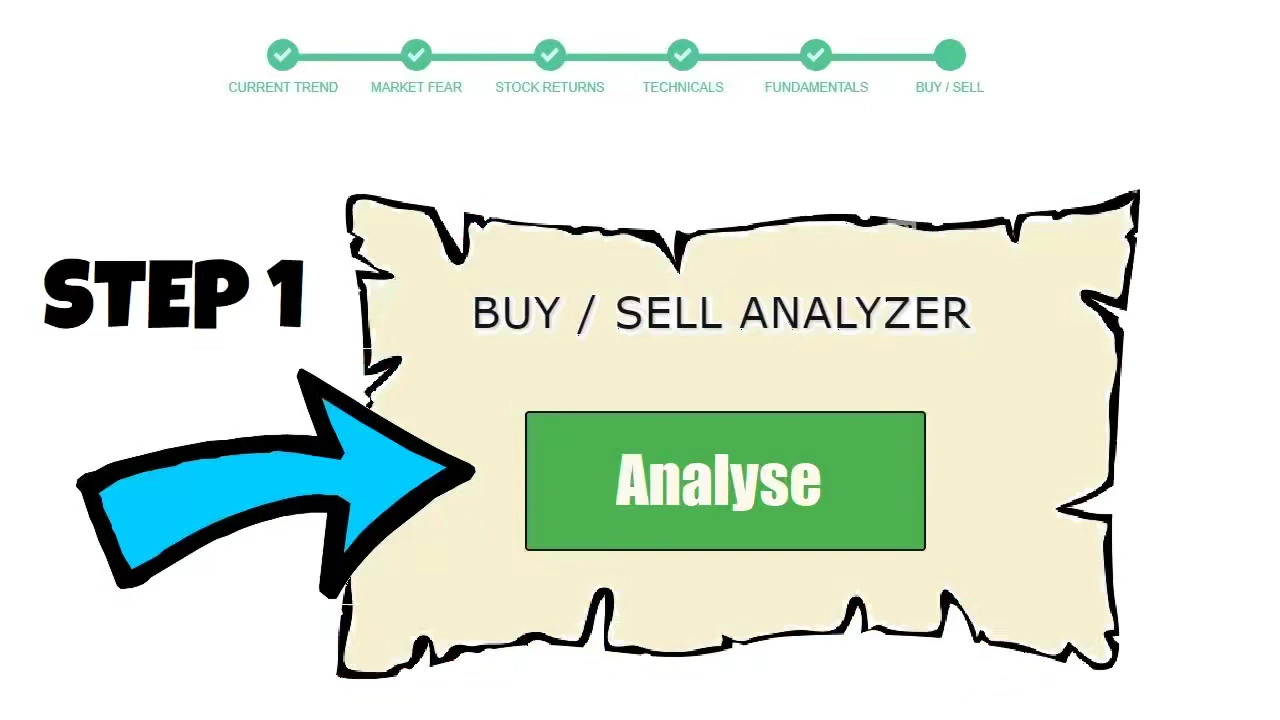 CURRENT TREND MARKET FEAR STOCK RETURNS TECHNICALS FUNDAMENTALS BUY / SELL
STEP 1
BUY / SELL ANALYZER
Analyse